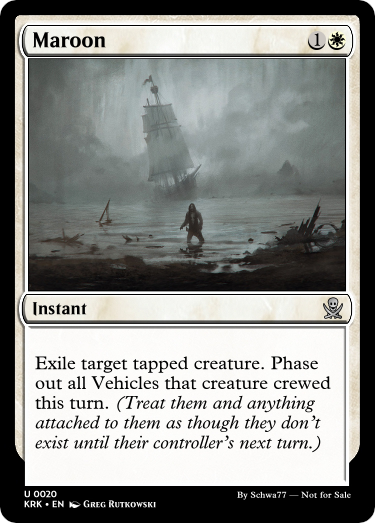 Maroon 1
Instant
Exile target tapped creature. Phase
out all Vehicles that creature crewed
this turn. (Treat them and anything
attached to them as though they don't
exist until their controller's next turn.)
U 0020
KRK • EN Greg Rutkowski
By Schwa77 — Not for Sale